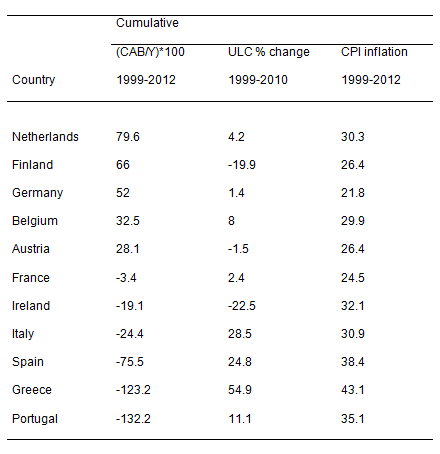 Cumulative
(CAB/Y)*100 ULC % change CPI inflation
Country 1999-2012 1999-2010 1999-2012
Netherlands 79.6 4.2 30.3
Finland 66 -19.9 26.4
Germany 52 1.4 21.8
Belgium 32.5 8 29.9
Austria 28.1 -1.5 26.4
France -3.4 2.4 24.5
Ireland -19.1 -22.5 32.1
Italy -24.4 28.5 30.9
Spain -75.5 24.8 38.4
Greece -123.2 54.9 43.1
Portugal -132.2 11.1 35.1